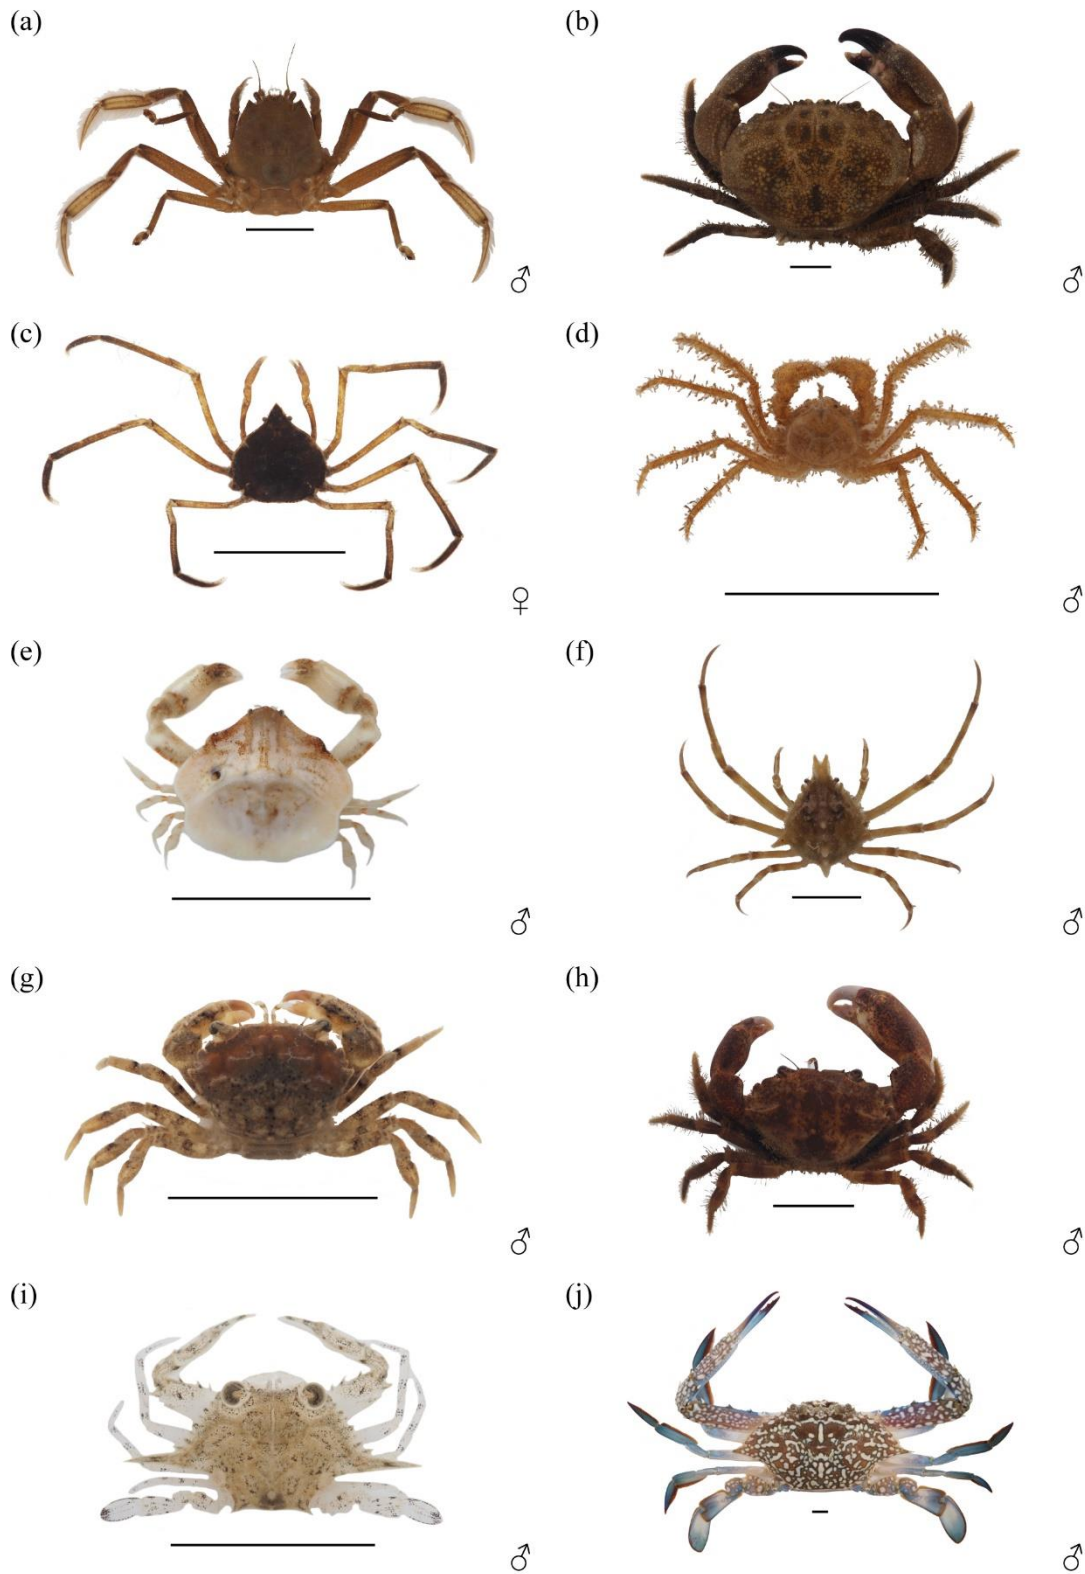 (a) (b)
♂ ♂
(c) (d)
♀ ♂
(e) (f)
♂ ♂
(g) (h)
♂ ♂
(i) (j)
♂ ♂